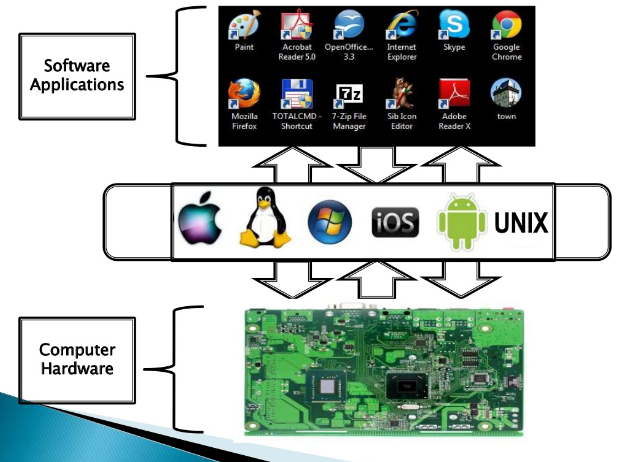 Software
Applications
Paint
Acrobat
Reader 5.0
OpenOffice...
3.3
Internet
Explorer
Skype
Google
Chrome
Mozilla
Firefox
TOTALCMD -
Shortcut
7z
7-Zip File
Manager
Sib Icon
Editor
Adobe
Reader X
town
iOS
UNIX
Computer
Hardware